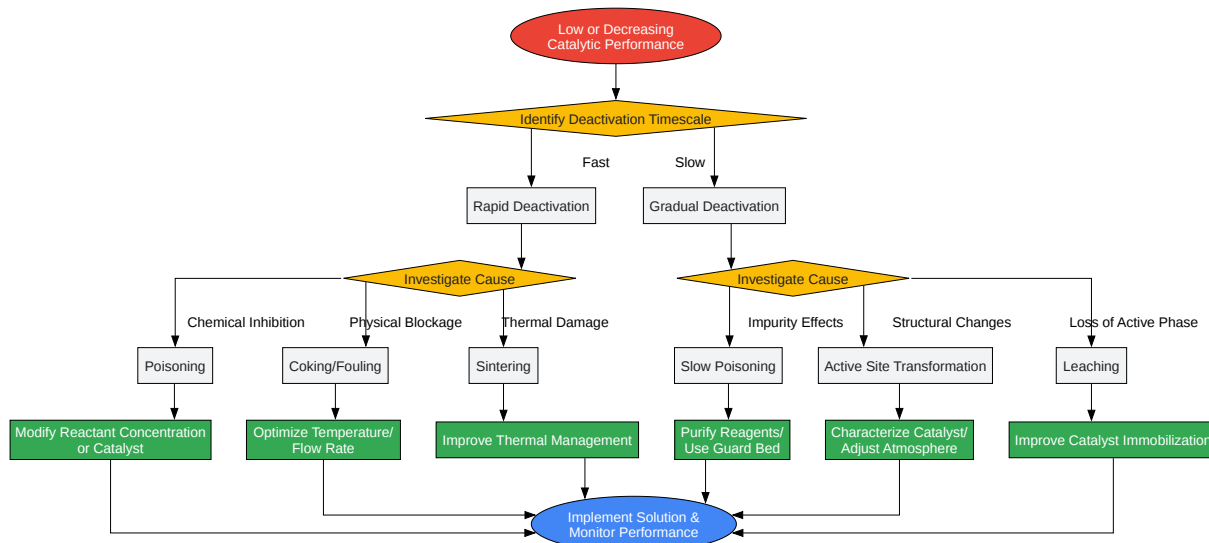 Low or Decreasing
Catalytic Performance
Identify Deactivation Timescale
Fast
Slow
Rapid Deactivation
Gradual Deactivation
Investigate Cause
Investigate Cause
Chemical Inhibition
Physical Blockage
Thermal Damage
Impurity Effects
Structural Changes
Loss of Active Phase
Poisoning
Coking/Fouling
Sintering
Slow Poisoning
Active Site Transformation
Leaching
Modify Reactant Concentration
or Catalyst
Optimize Temperature/
Flow Rate
Improve Thermal Management
Purify Reagents/
Use Guard Bed
Characterize Catalyst/
Adjust Atmosphere
Improve Catalyst Immobilization
Implement Solution &
Monitor Performance